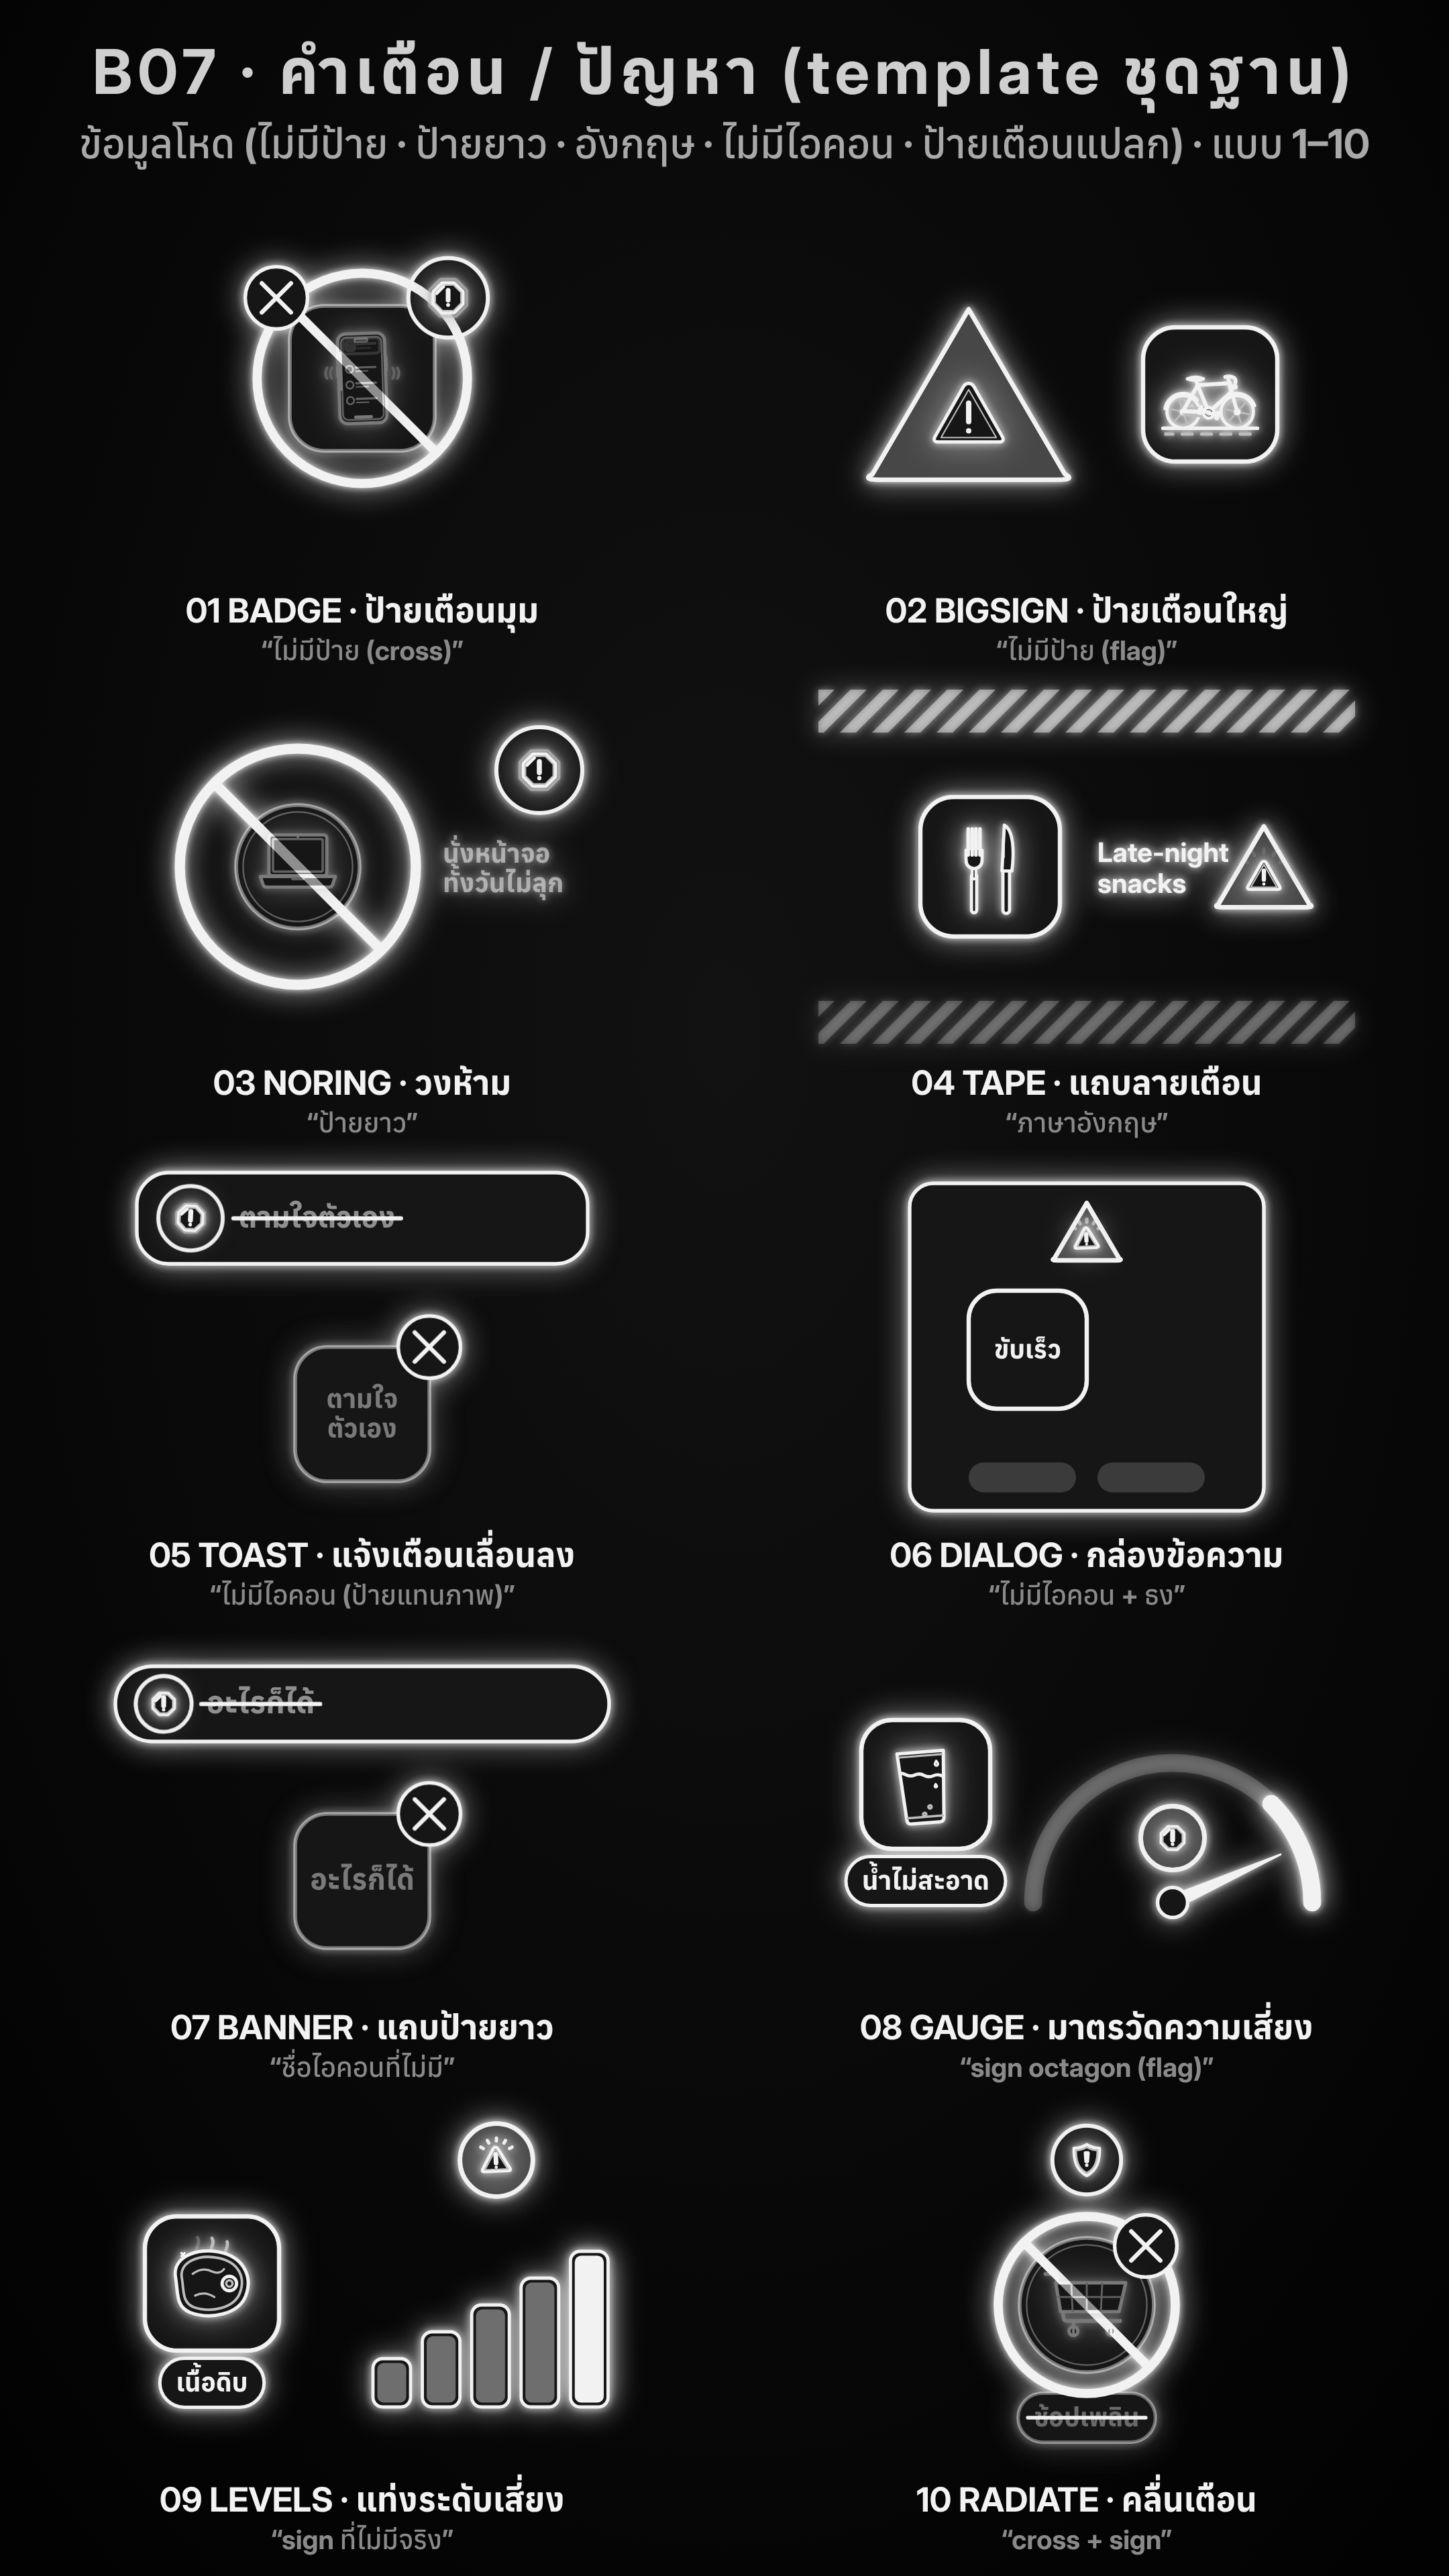 B07 · คำเตือน / ปัญหา (template ชุดฐาน)
ข้อมูลโหด (ไม่มีป้าย · ป้ายยาว · อังกฤษ · ไม่มีไอคอน · ป้ายเตือนแปลก) · แบบ 1–10
01 BADGE · ป้ายเตือนมุม
“ไม่มีป้าย (cross)”
02 BIGSIGN · ป้ายเตือนใหญ่
“ไม่มีป้าย (flag)”
นั่งหน้าจอ
ทั้งวันไม่ลุก
03 NORING · วงห้าม
“ป้ายยาว”
Late-night
snacks
04 TAPE · แถบลายเตือน
“ภาษาอังกฤษ”
ตามใจตัวเอง
ตามใจ
ตัวเอง
05 TOAST · แจ้งเตือนเลื่อนลง
“ไม่มีไอคอน (ป้ายแทนภาพ)”
ขับเร็ว
06 DIALOG · กล่องข้อความ
“ไม่มีไอคอน + ธง”
อะไรก็ได้
อะไรก็ได้
07 BANNER · แถบป้ายยาว
“ชื่อไอคอนที่ไม่มี”
น้ำไม่สะอาด
08 GAUGE · มาตรวัดความเสี่ยง
“sign octagon (flag)”
เนื้อดิบ
09 LEVELS · แท่งระดับเสี่ยง
“sign ที่ไม่มีจริง”
ช้อปเพลิน
10 RADIATE · คลื่นเตือน
“cross + sign”